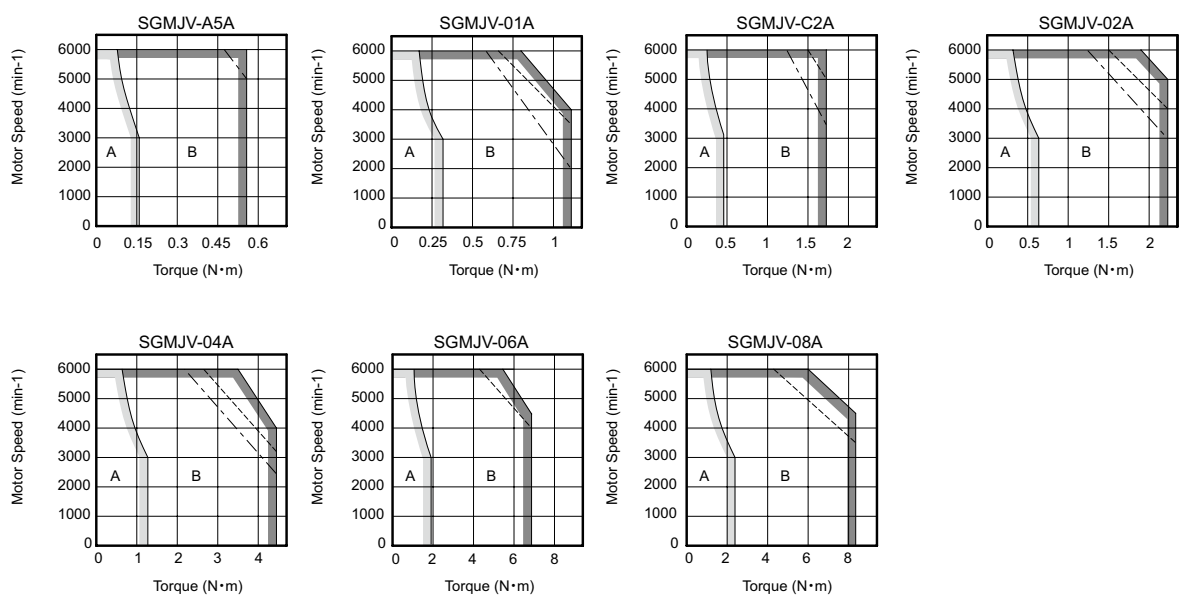 SGMJV-A5A
Motor Speed (min-1)
6000
5000
4000
3000
2000
1000
0
A
B
0 0.15 0.3 0.45 0.6
Torque (N•m)
SGMJV-01A
Motor Speed (min-1)
6000
5000
4000
3000
2000
1000
0
A
B
0 0.25 0.5 0.75 1
Torque (N•m)
SGMJV-C2A
Motor Speed (min-1)
6000
5000
4000
3000
2000
1000
0
A
B
0 0.5 1 1.5 2
Torque (N•m)
SGMJV-02A
Motor Speed (min-1)
6000
5000
4000
3000
2000
1000
0
A
B
0 0.5 1 1.5 2
Torque (N•m)
SGMJV-04A
Motor Speed (min-1)
6000
5000
4000
3000
2000
1000
0
A
B
0 1 2 3 4
Torque (N•m)
SGMJV-06A
Motor Speed (min-1)
6000
5000
4000
3000
2000
1000
0
A
B
0 2 4 6 8
Torque (N•m)
SGMJV-08A
Motor Speed (min-1)
6000
5000
4000
3000
2000
1000
0
A
B
0 2 4 6 8
Torque (N•m)